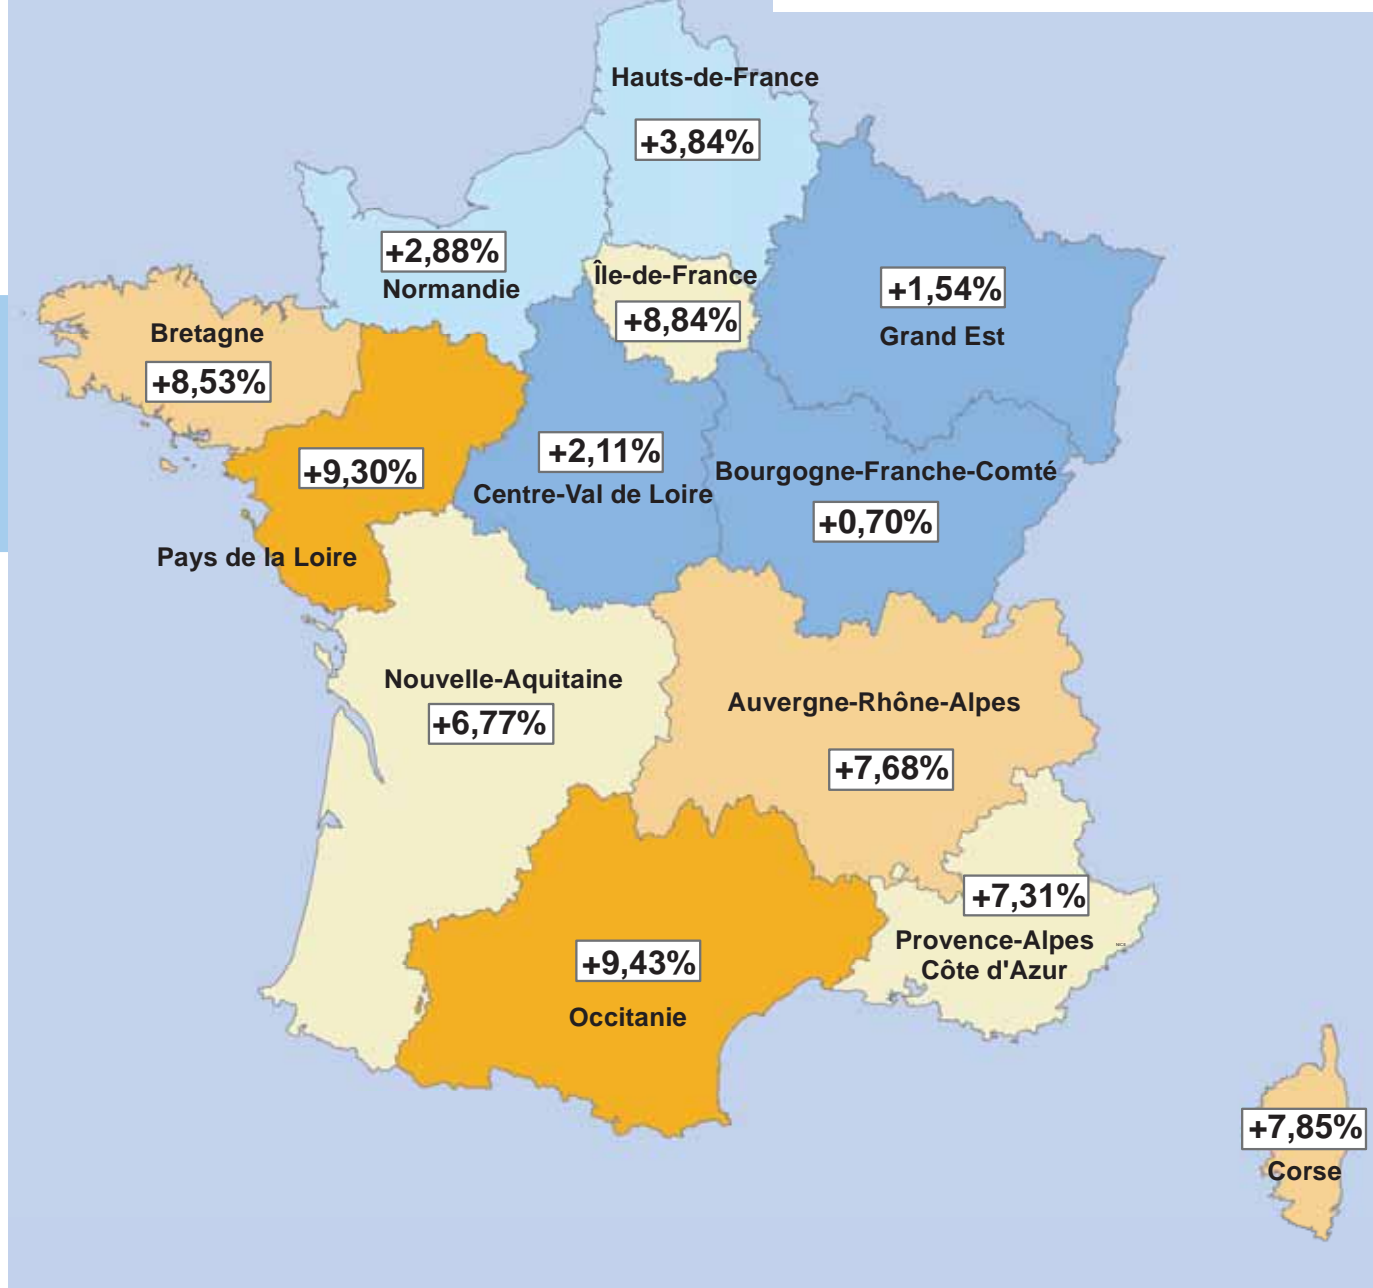 Hauts-de-France
+3,84%
+2,88%
Normandie
Île-de-France
+8,84%
+1,54%
Grand Est
Bretagne
+8,53%
+9,30%
Pays de la Loire
+2,11%
Centre-Val de Loire
Bourgogne-Franche-Comté
+0,70%
Nouvelle-Aquitaine
+6,77%
Auvergne-Rhône-Alpes
+7,68%
+7,31%
Provence-Alpes
Côte d'Azur
+9,43%
Occitanie
+7,85%
Corse